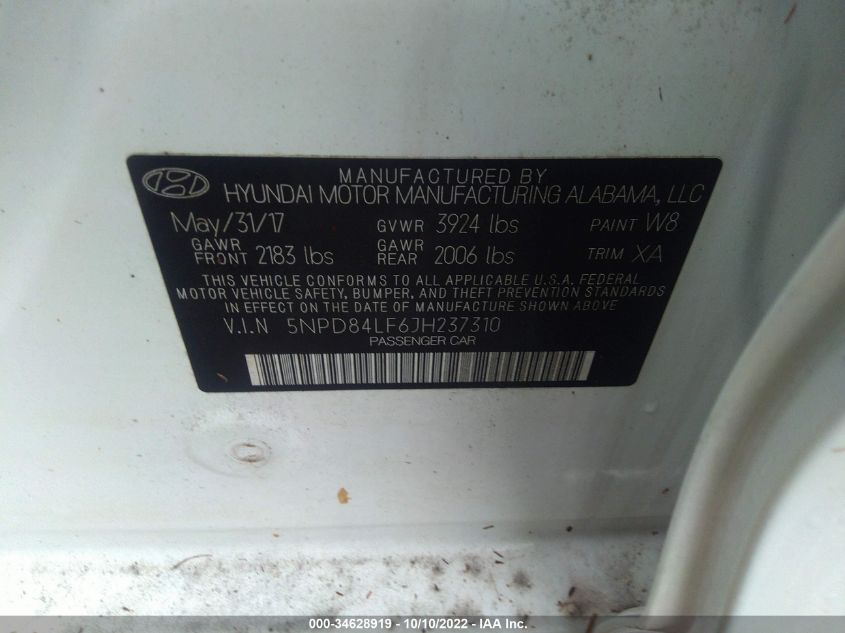 MANUFACTURED BY
HYUNDAI MOTOR MANUFACTURING ALABAMA, LLC
May/31/17 GVWR 3924 lbs PAINT W8
GAWR FRONT 2183 lbs GAWR REAR 2006 lbs TRIM XA
THIS VEHICLE CONFORMS TO ALL APPLICABLE U.S.A. FEDERAL
MOTOR VEHICLE SAFETY, BUMPER, AND THEFT PREVENTION STANDARDS
IN EFFECT ON THE DATE OF MANUFACTURE SHOWN ABOVE
V.I.N 5NPD84LF6JH237310
PASSENGER CAR
000-34628919 - 10/10/2022 - IAA Inc.